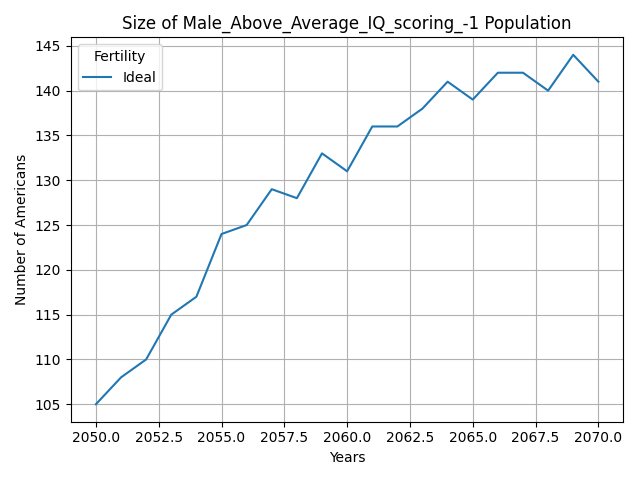 Size of Male_Above_Average_IQ_scoring_-1 Population
Fertility
Ideal
Number of Americans
145
140
135
130
125
120
115
110
105
2050.0 2052.5 2055.0 2057.5 2060.0 2062.5 2065.0 2067.5 2070.0
Years